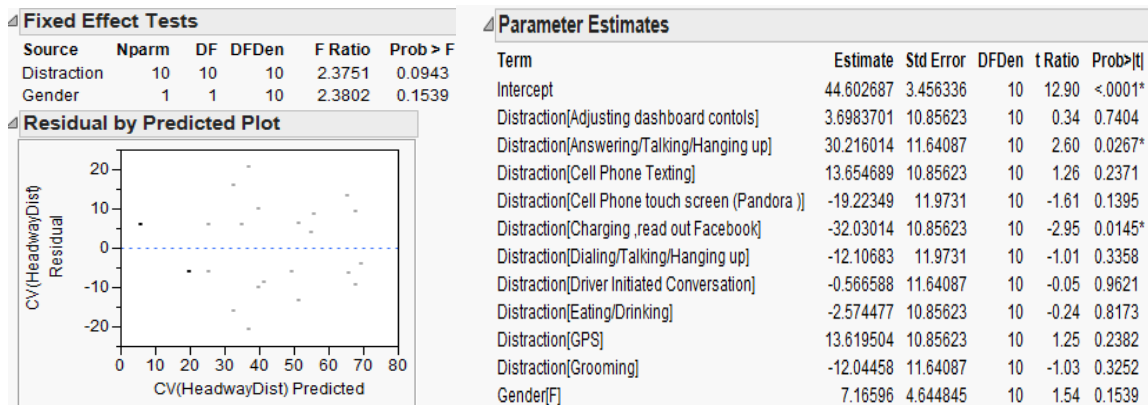 Fixed Effect Tests
Source Nparm DF DFDen F Ratio Prob > F
Distraction 10 10 10 2.3751 0.0943
Gender 1 1 10 2.3802 0.1539
Residual by Predicted Plot
CV(HeadwayDist)
Residual
20
10
0
-10
-20
0 10 20 30 40 50 60 70 80
CV(HeadwayDist) Predicted
Parameter Estimates
Term Estimate Std Error DFDen t Ratio Prob>|t|
Intercept 44.602687 3.456336 10 12.90 <.0001*
Distraction[Adjusting dashboard contols] 3.6983701 10.85623 10 0.34 0.7404
Distraction[Answering/Talking/Hanging up] 30.216014 11.64087 10 2.60 0.0267*
Distraction[Cell Phone Texting] 13.654689 10.85623 10 1.26 0.2371
Distraction[Cell Phone touch screen (Pandora )] -19.22349 11.9731 10 -1.61 0.1395
Distraction[Charging ,read out Facebook] -32.03014 10.85623 10 -2.95 0.0145*
Distraction[Dialing/Talking/Hanging up] -12.10683 11.9731 10 -1.01 0.3358
Distraction[Driver Initiated Conversation] -0.566588 11.64087 10 -0.05 0.9621
Distraction[Eating/Drinking] -2.574477 10.85623 10 -0.24 0.8173
Distraction[GPS] 13.619504 10.85623 10 1.25 0.2382
Distraction[Grooming] -12.04458 11.64087 10 -1.03 0.3252
Gender[F] 7.16596 4.644845 10 1.54 0.1539